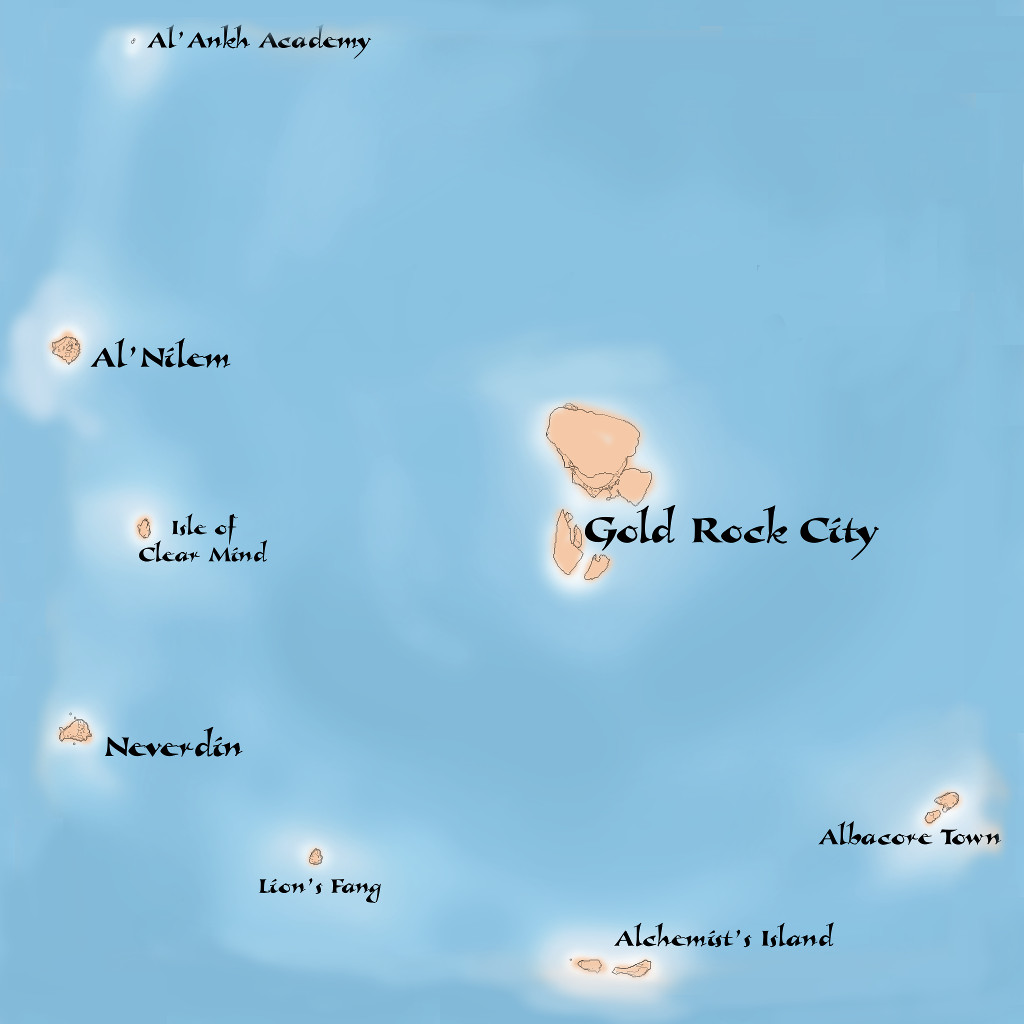 Al'Ankh Academy
Al'Nilem
Isle of
Clear Mind
Gold Rock City
Neverdin
Albacore Town
Lion's Fang
Alchemist's Island